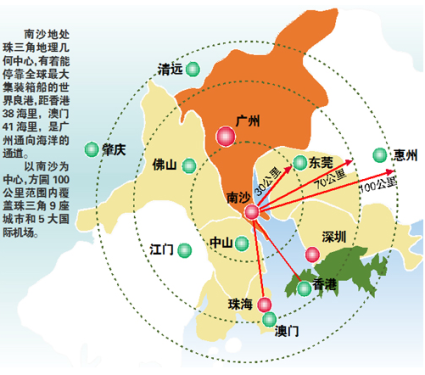 南沙地处
珠三角地理几
何中心,有着能
停靠全球最大
集装箱船的世
界良港,距香港
38海里,澳门
41海里,是广
州通向海洋的
通道。
以南沙为
中心,方圆100
公里范围内覆
盖珠三角9座
城市和5大国
际机场。
清远
广州
肇庆
惠州
佛山
东莞
30公里
70公里
100公里
南沙
中山
江门
深圳
香港
珠海
澳门